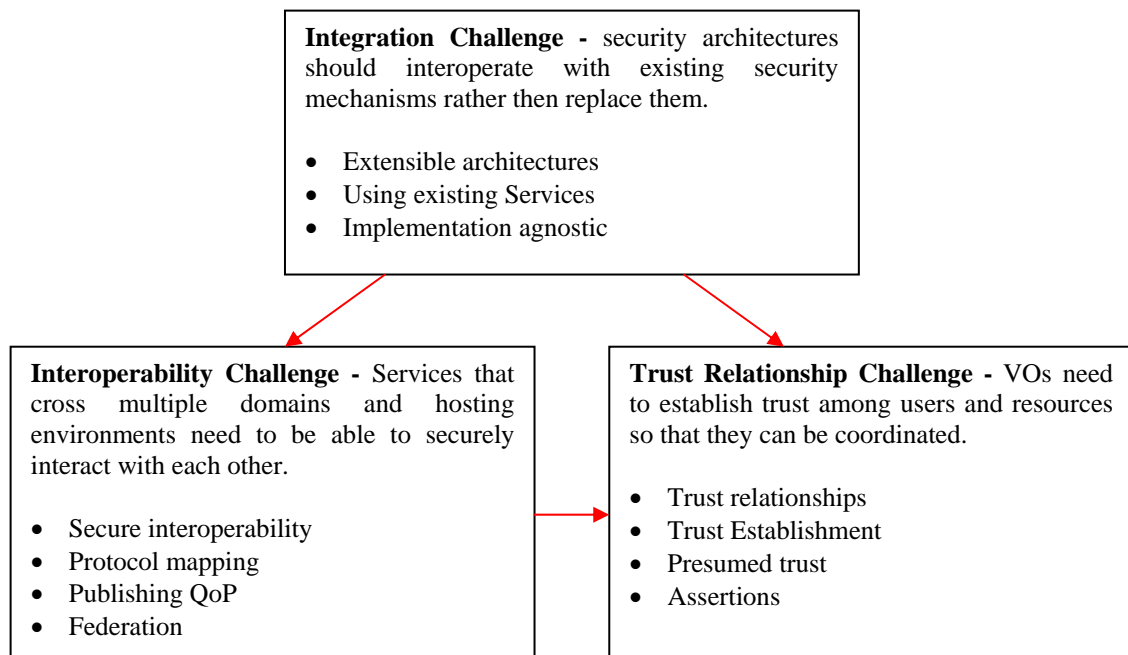 Integration Challenge - security architectures
should interoperate with existing security
mechanisms rather then replace them.
• Extensible architectures
• Using existing Services
• Implementation agnostic
Interoperability Challenge - Services that
cross multiple domains and hosting
environments need to be able to securely
interact with each other.
• Secure interoperability
• Protocol mapping
• Publishing QoP
• Federation
Trust Relationship Challenge - VOs need
to establish trust among users and resources
so that they can be coordinated.
• Trust relationships
• Trust Establishment
• Presumed trust
• Assertions